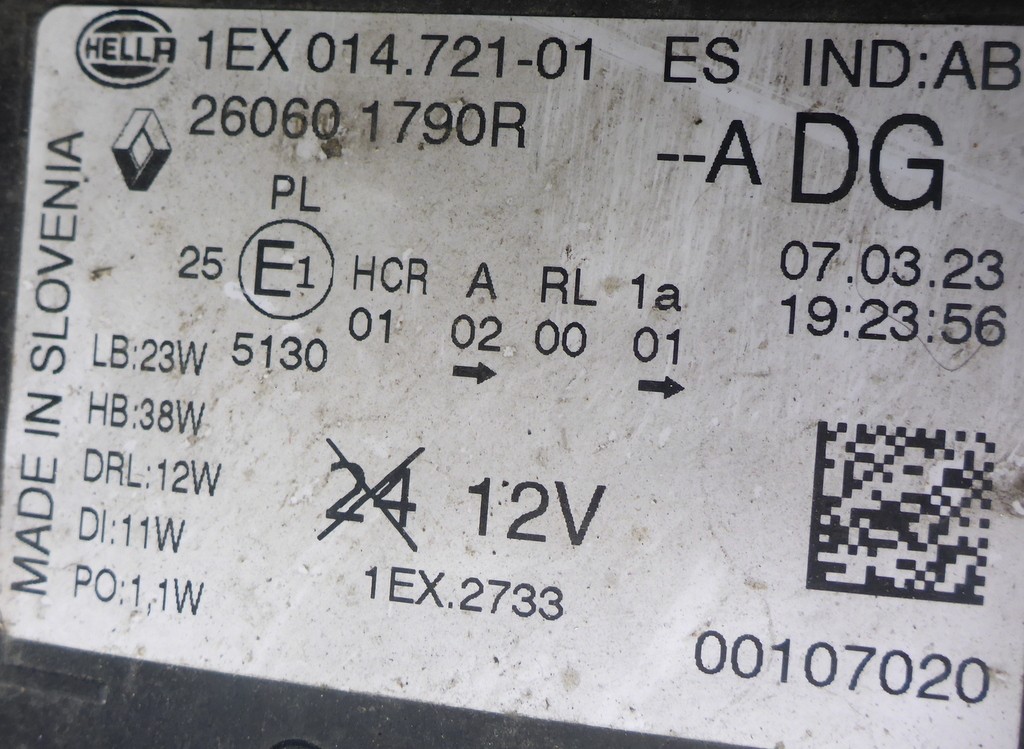 HELLA 1EX 014.721-01 ES IND:AB
26060 1790R
--A DG
MADE IN SLOVENIA
PL
25 E1 HCR A RL 1a
01 02 00 01
5130
07.03.23
19:23:56
LB:23W
HB:38W
DRL:12W
DI:11W
PO:1,1W
24 12V
1EX.2733
00107020